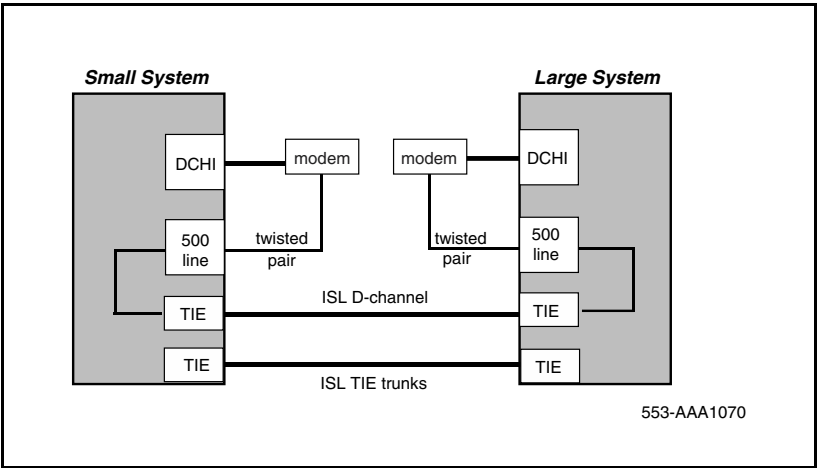 Small System
Large System
DCHI
modem
modem
DCHI
500
line
twisted
pair
twisted
pair
500
line
ISL D-channel
TIE
TIE
TIE
TIE
ISL TIE trunks
553-AAA1070